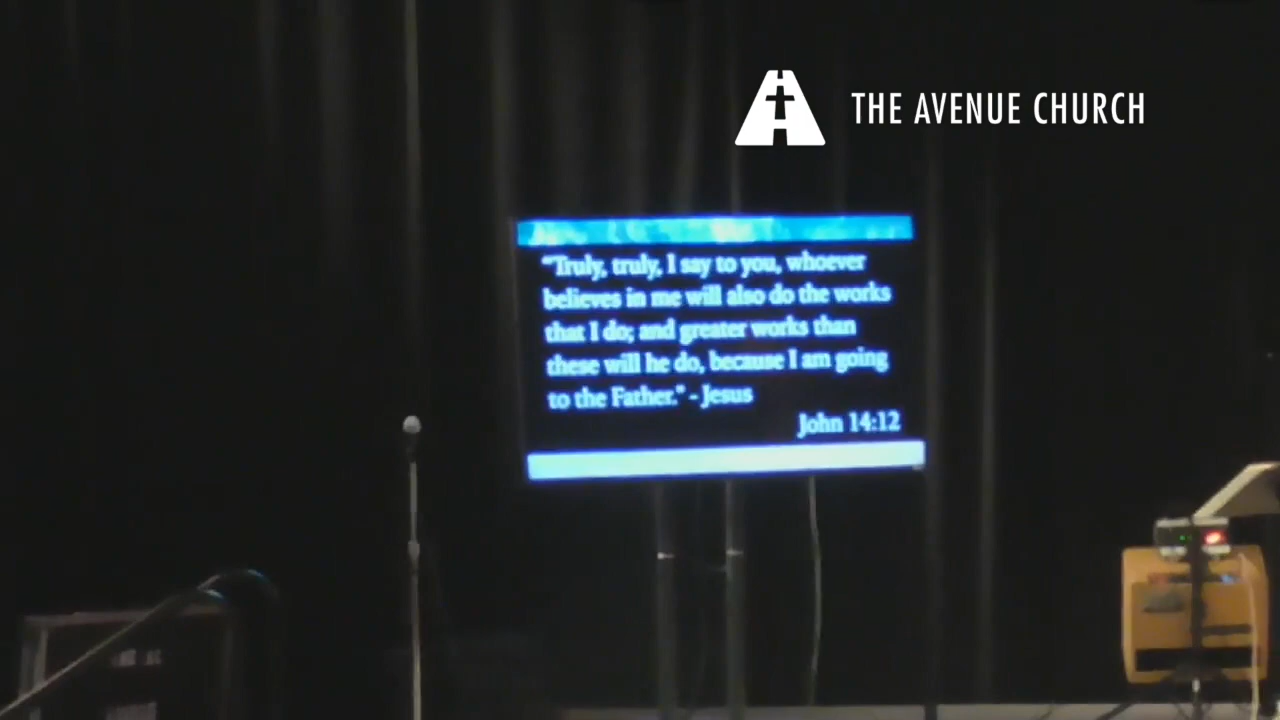 THE AVENUE CHURCH
"Truly, truly, I say to you, whoever
believes in me will also do the works
that I do; and greater works than
these will he do, because I am going
to the Father." - Jesus
John 14:12